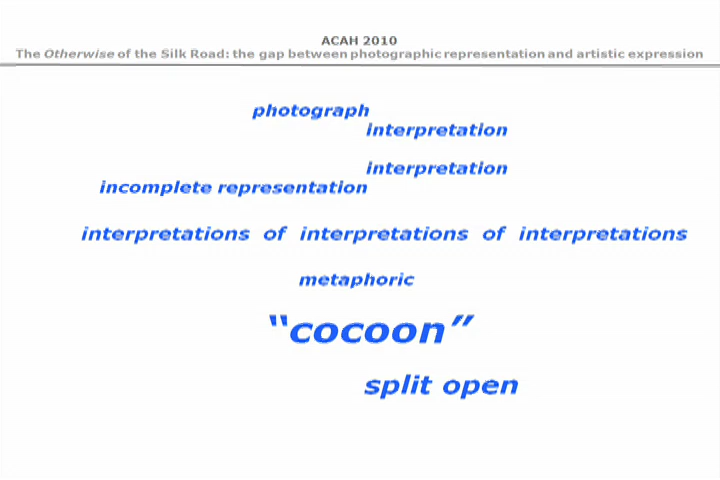 ACAH 2010
The Otherwise of the Silk Road: the gap between photographic representation and artistic expression
photograph
interpretation
interpretation
incomplete representation
interpretations of interpretations of interpretations
metaphoric
“cocoon”
split open